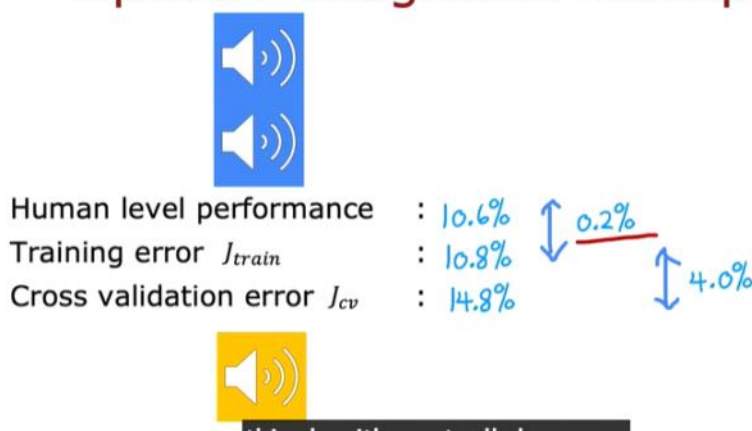 Human level performance : 10.6% 0.2%
Training error J_train : 10.8%
Cross validation error J_cv : 14.8% 4.0%